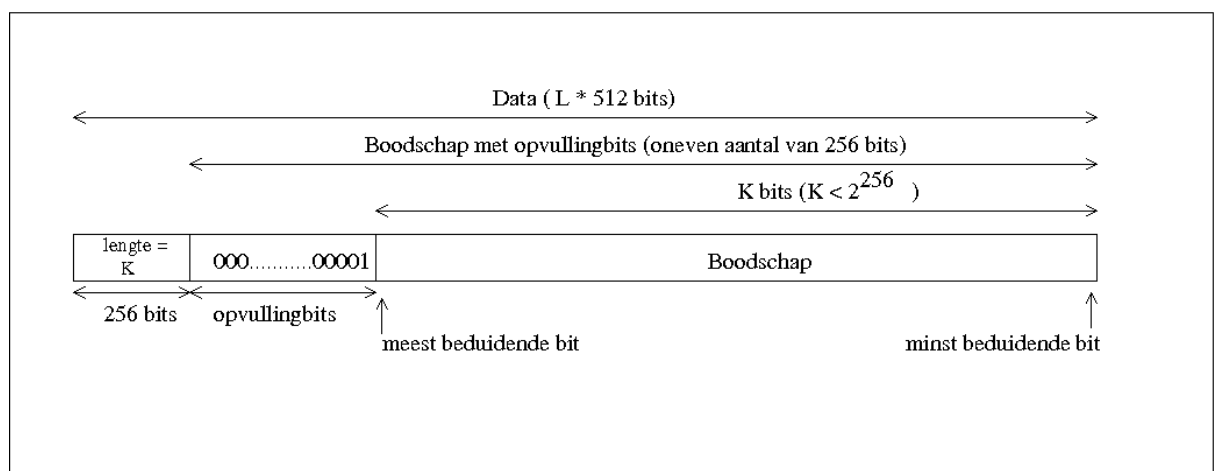 Data ( L * 512 bits)
Boodschap met opvullingbits (oneven aantal van 256 bits)
K bits (K < 2^256 )
lengte =
K
000...........00001
Boodschap
256 bits
opvullingbits
meest beduidende bit
minst beduidende bit